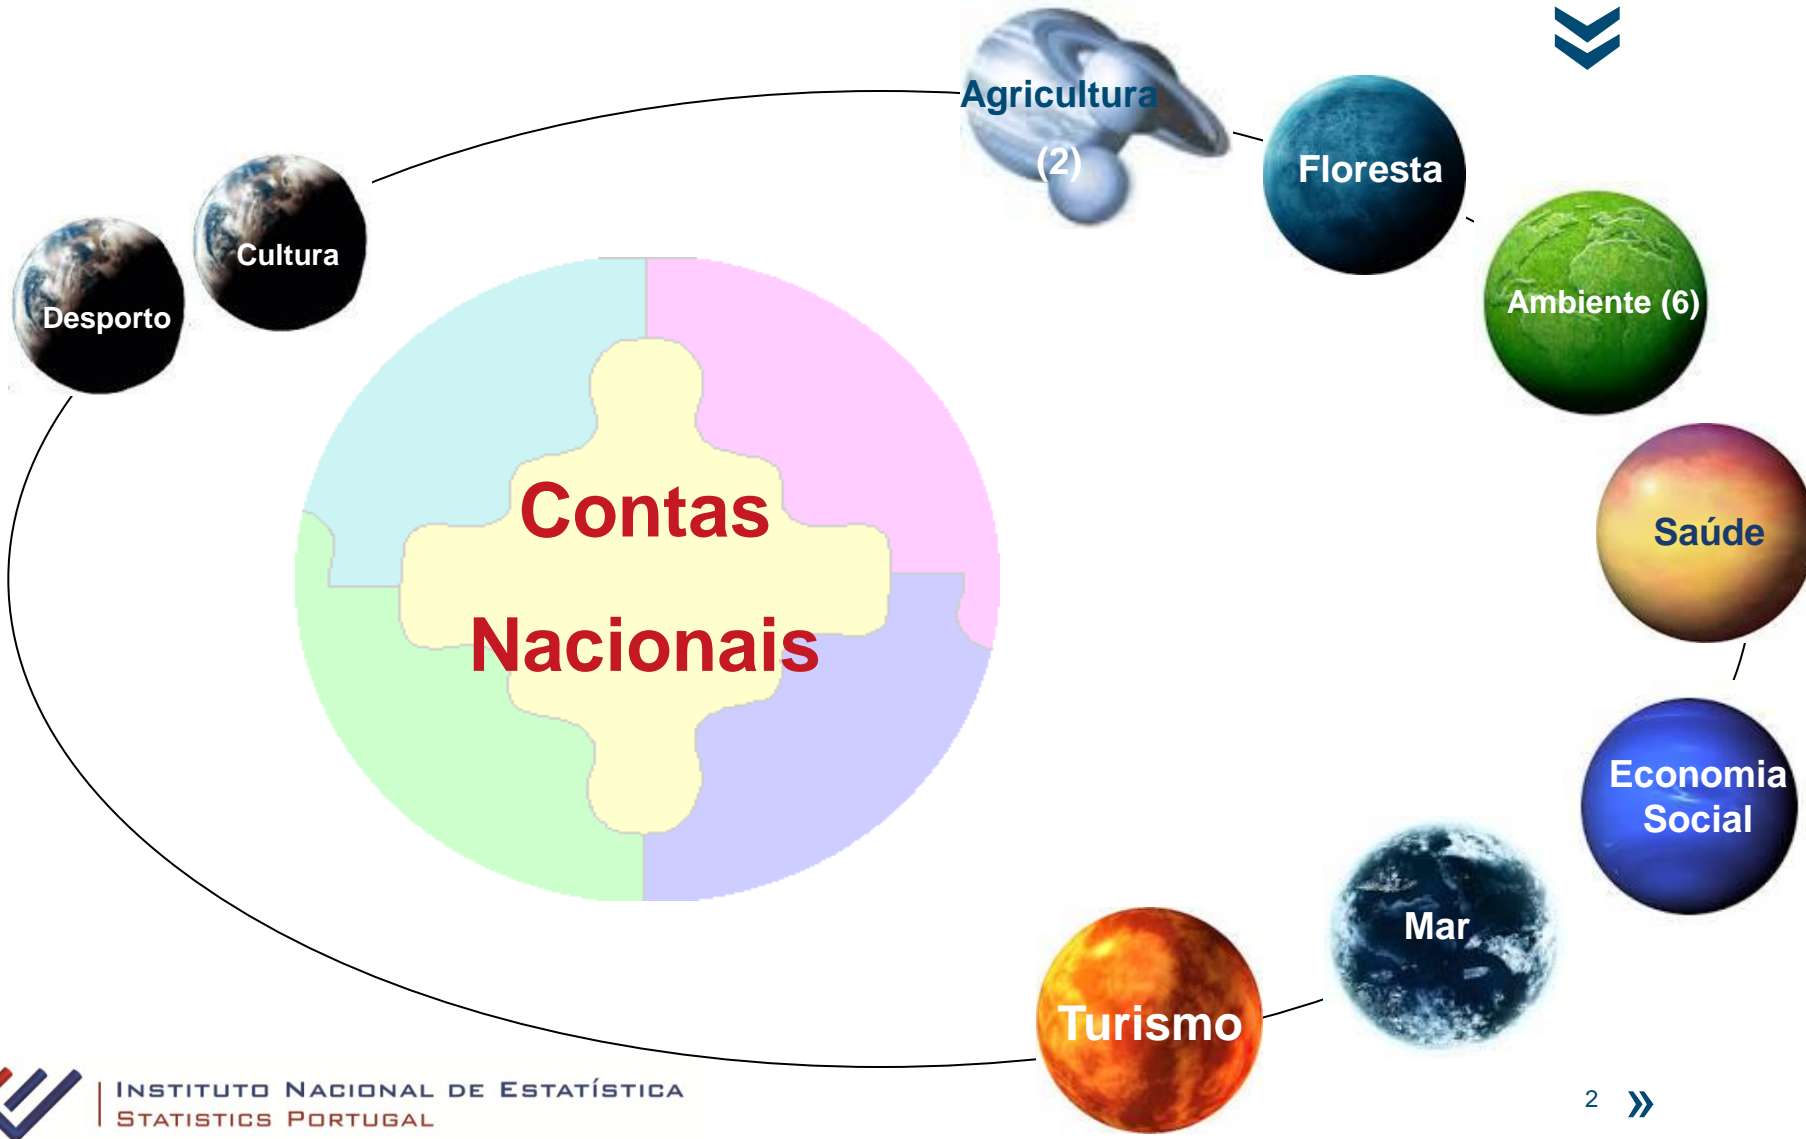 Agricultura
(2)
Floresta
Ambiente (6)
Cultura
Desporto
Saúde
Contas
Nacionais
Economia
Social
Mar
Turismo
INSTITUTO NACIONAL DE ESTATÍSTICA
STATISTICS PORTUGAL
2